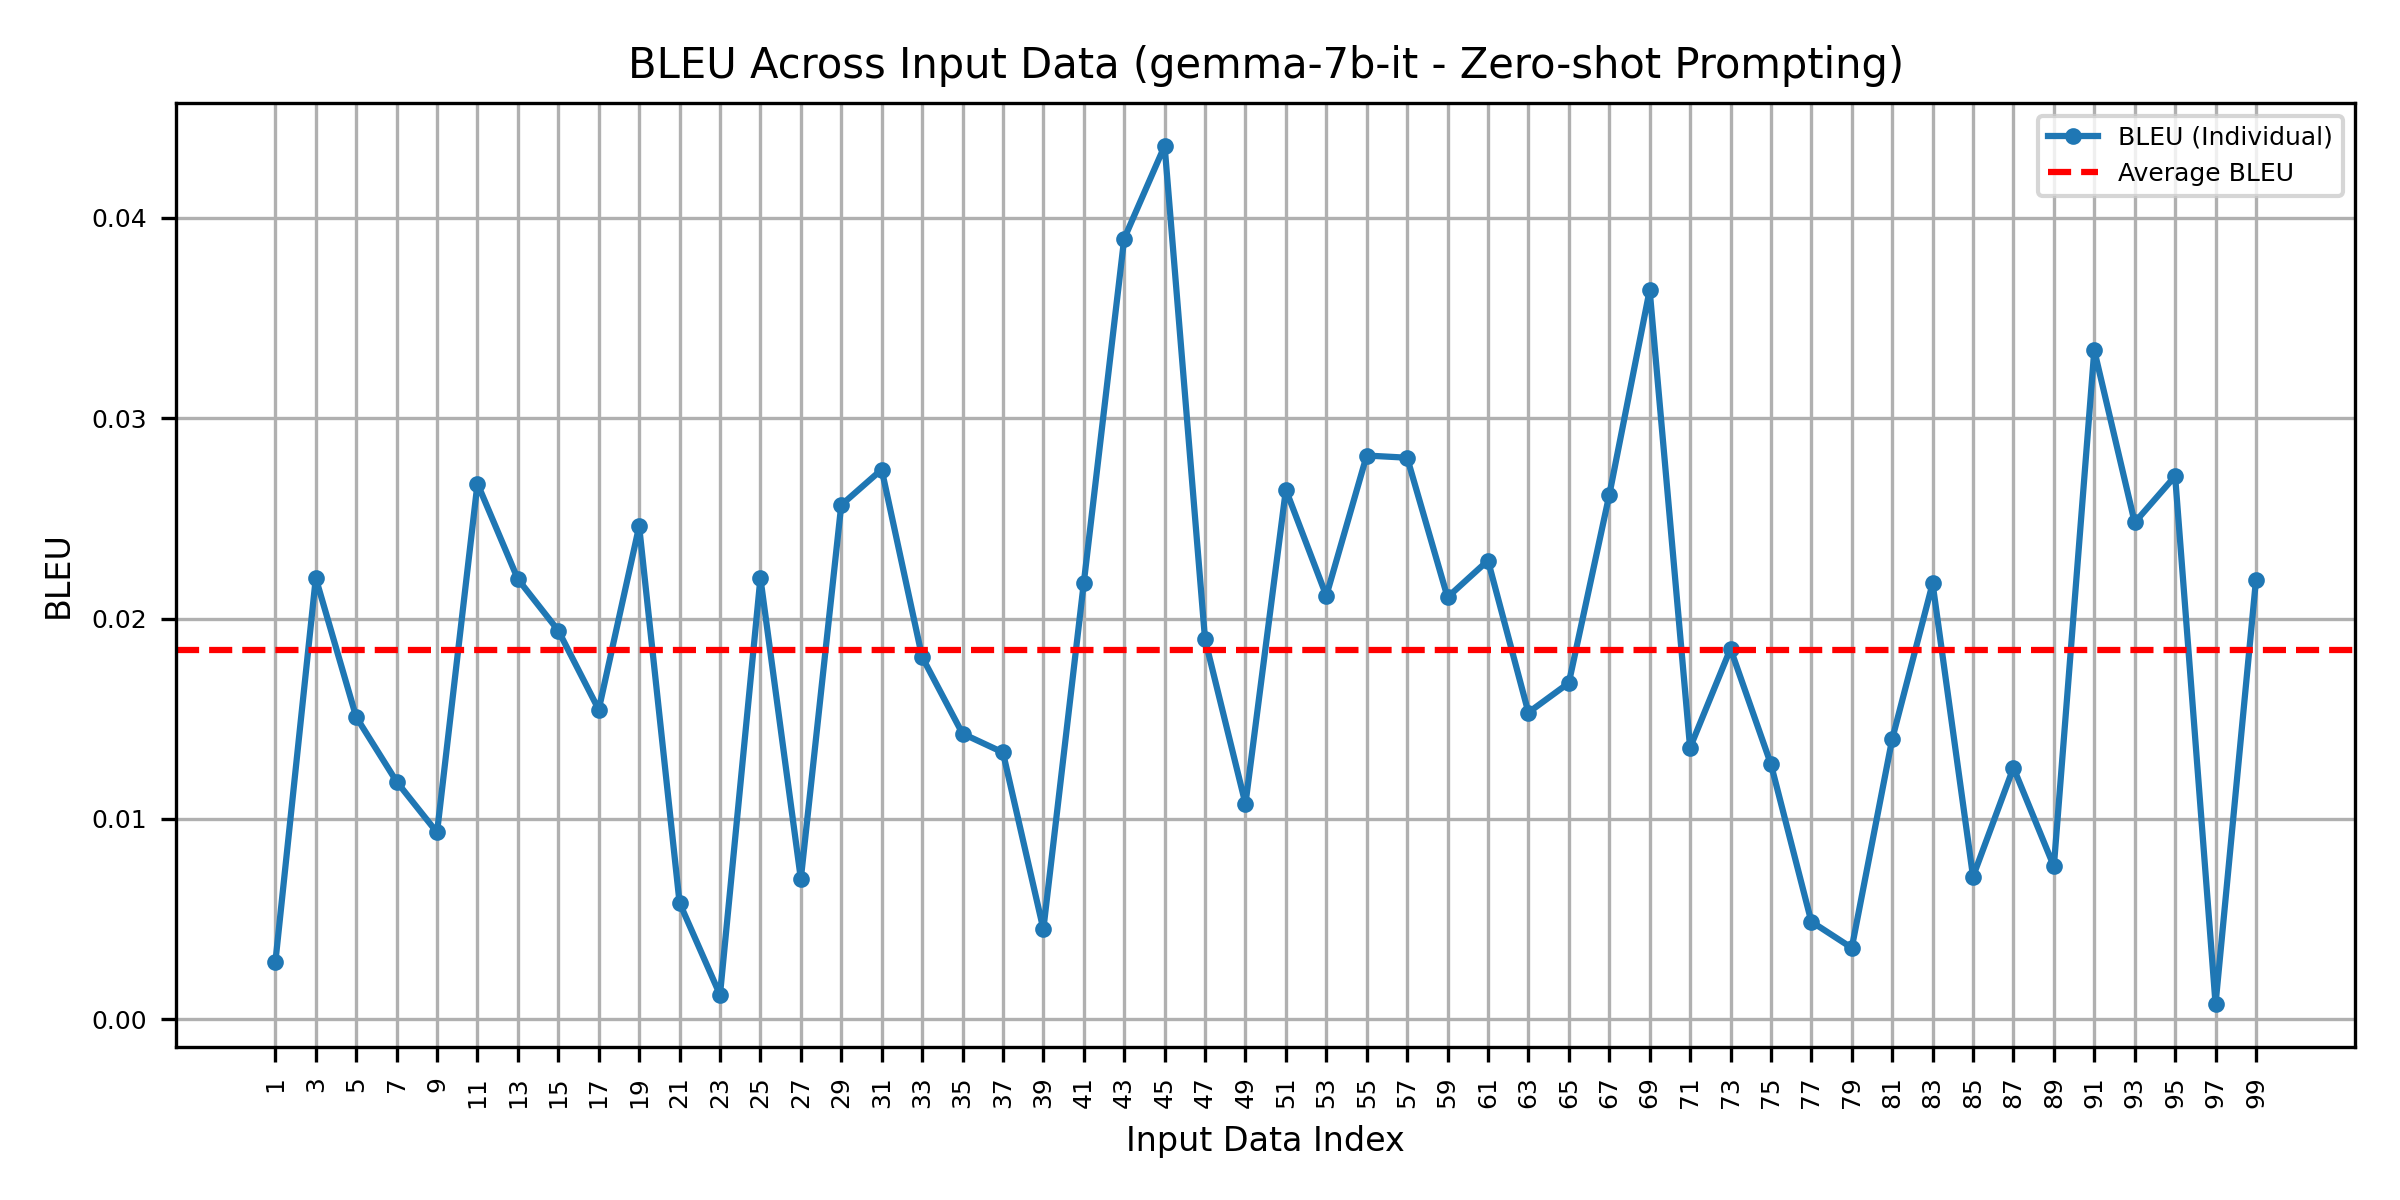 BLEU Across Input Data (gemma-7b-it - Zero-shot Prompting)
BLEU (Individual)
Average BLEU
BLEU
0.04
0.03
0.02
0.01
0.00
1 3 5 7 9 11 13 15 17 19 21 23 25 27 29 31 33 35 37 39 41 43 45 47 49 51 53 55 57 59 61 63 65 67 69 71 73 75 77 79 81 83 85 87 89 91 93 95 97 99
Input Data Index